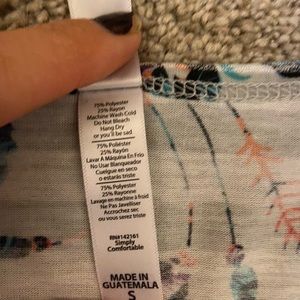 75% Polyester
25% Rayon
Machine Wash Cold
Do Not Bleach
Hang Dry
or you'll be sad.
75% Poliéster
25% Rayón
Lavar A Máquina En Frío
No Usar Blanqueador
Cuelgue en seco
o estarás triste
75% Polyester
25% Rayonne
Lavage en machine à froid
Ne Pas Javelliser
Accrochez sec
ou vous serez triste
RN#142161
Simply
Comfortable
MADE IN
GUATEMALA
S